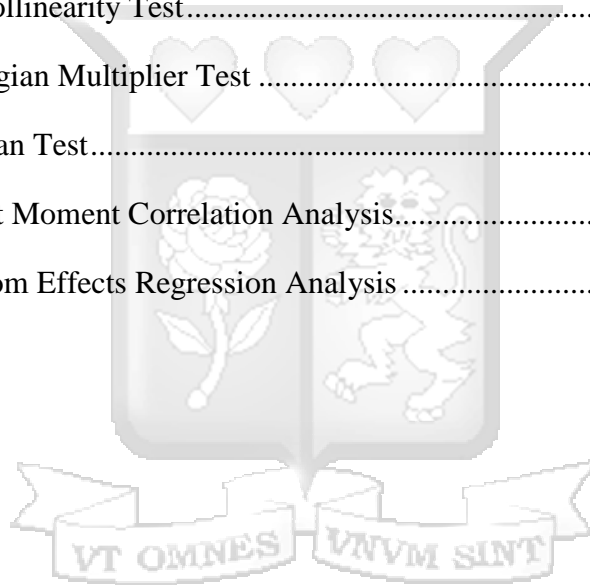 ollinearity Test
gian Multiplier Test
an Test
t Moment Correlation Analysis
om Effects Regression Analysis
VT OMNES VNVM SINT